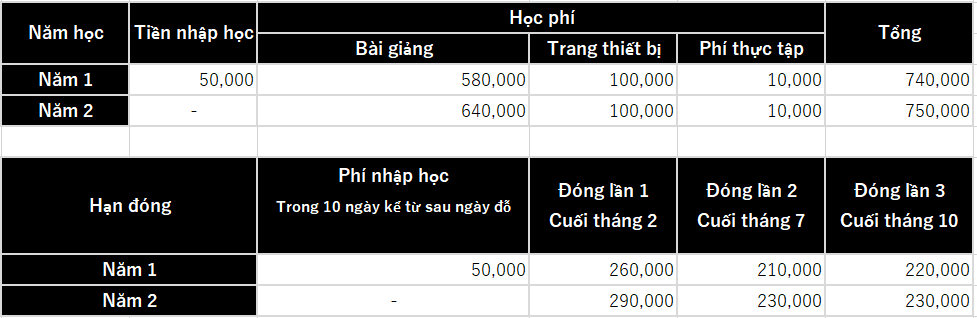 Năm học Tiền nhập học Học phí Tổng
Bài giảng Trang thiết bị Phí thực tập
Năm 1 50,000 580,000 100,000 10,000 740,000
Năm 2 - 640,000 100,000 10,000 750,000
Hạn đóng Phí nhập học Đóng lần 1 Đóng lần 2 Đóng lần 3
Trong 10 ngày kể từ sau ngày đỗ Cuối tháng 2 Cuối tháng 7 Cuối tháng 10
Năm 1 50,000 260,000 210,000 220,000
Năm 2 - 290,000 230,000 230,000